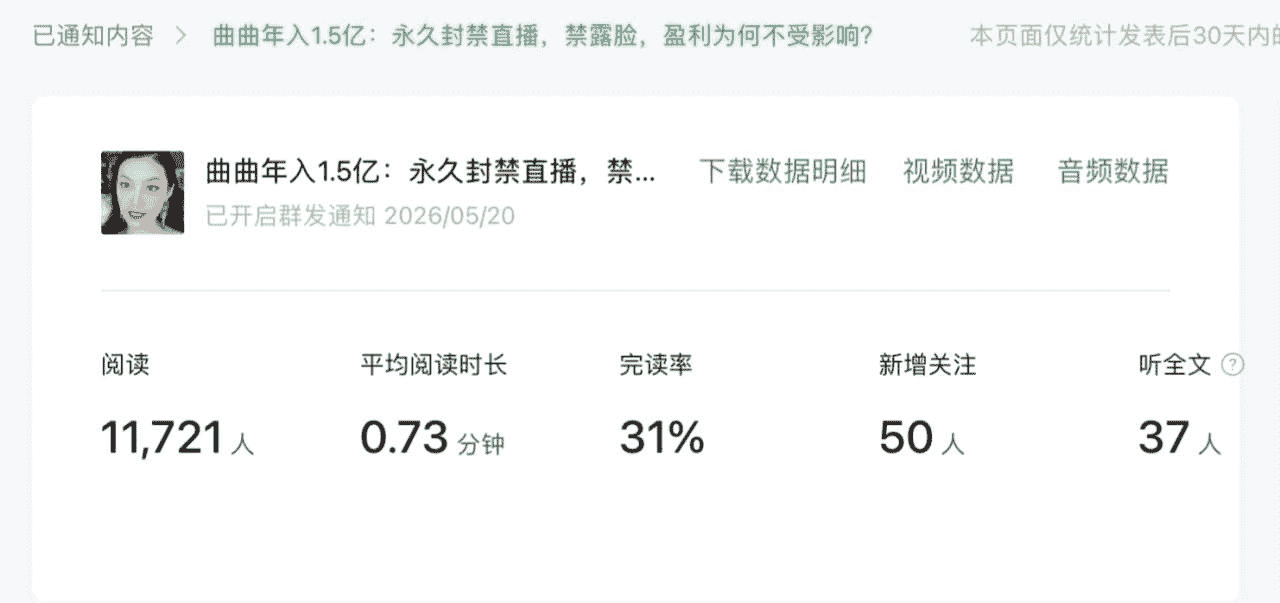 已通知内容 > 曲曲年入1.5亿：永久封禁直播，禁露脸，盈利为何不受影响? 本页面仅统计发表后30天内的
曲曲年入1.5亿：永久封禁直播，禁... 下载数据明细 视频数据 音频数据
已开启群发通知 2026/05/20
阅读 平均阅读时长 完读率 新增关注 听全文 ?
11,721 人 0.73 分钟 31% 50 人 37 人